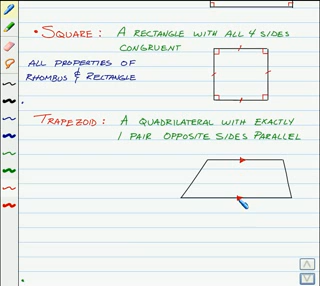 • SQUARE: A RECTANGLE WITH ALL 4 SIDES
CONGRUENT
ALL PROPERTIES OF
RHOMBUS & RECTANGLE
TRAPEZOID: A QUADRILATERAL WITH EXACTLY
1 PAIR OPPOSITE SIDES PARALLEL